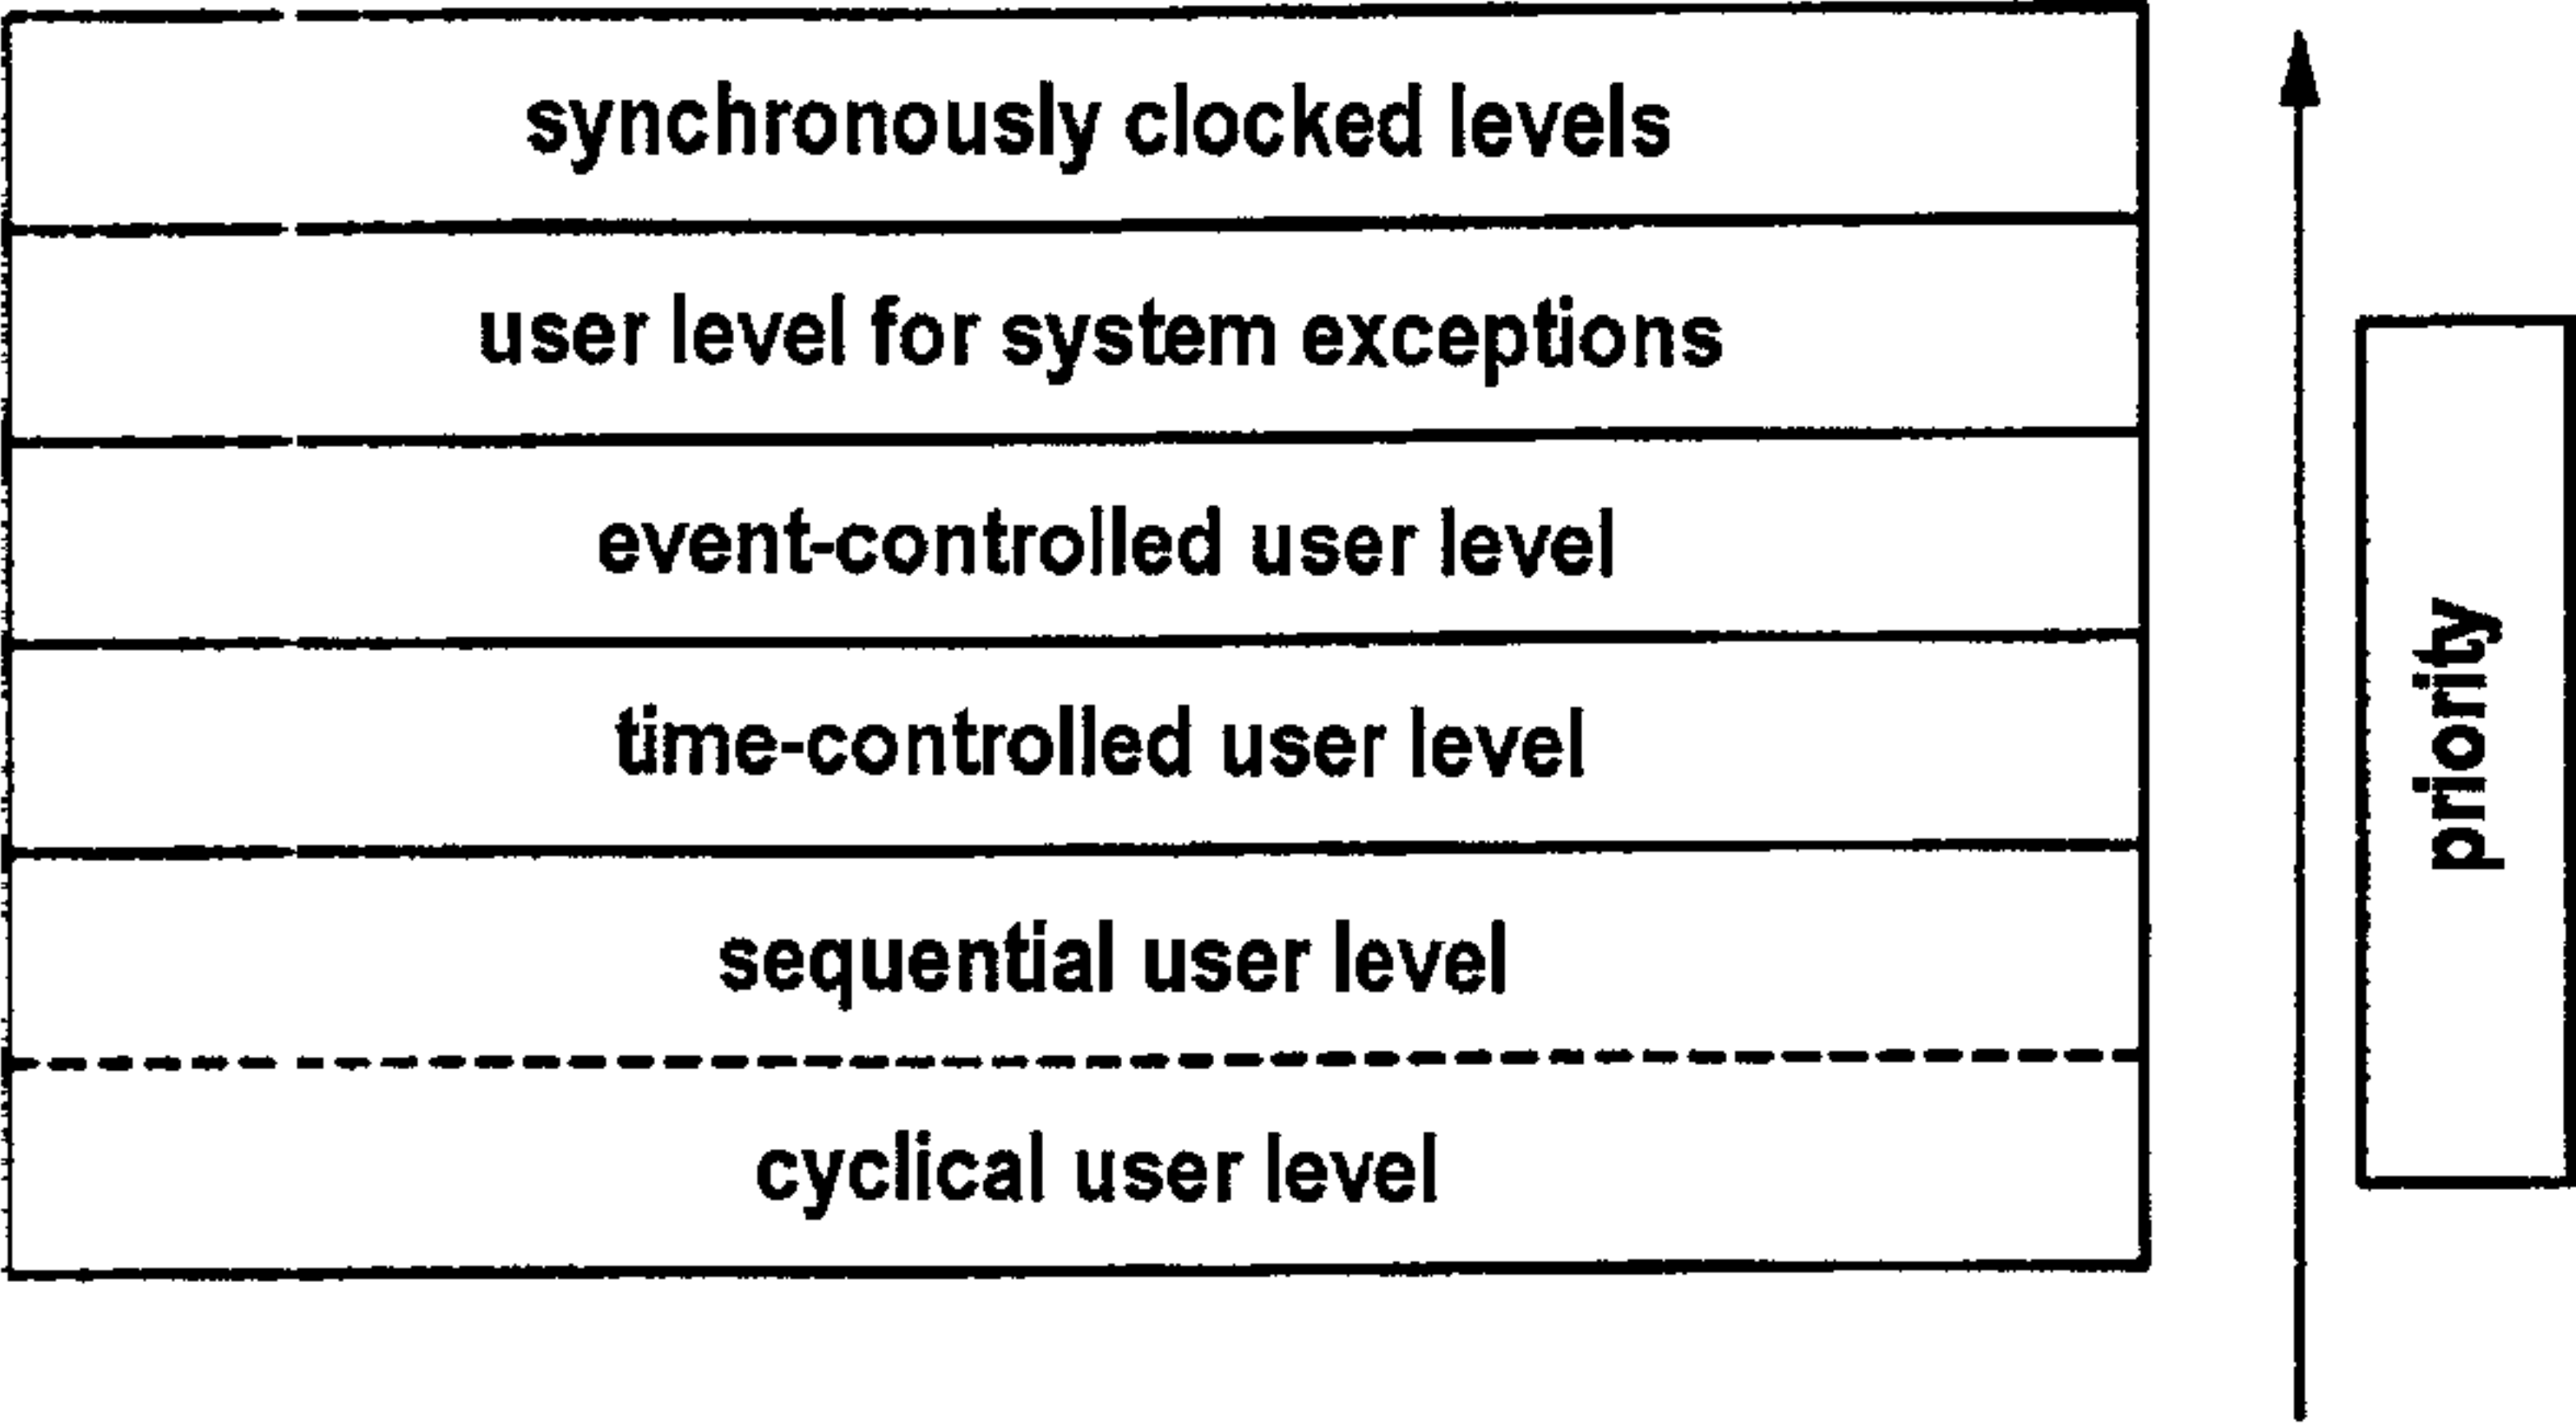 synchronously clocked levels
user level for system exceptions
event-controlled user level
time-controlled user level
sequential user level
cyclical user level
priority